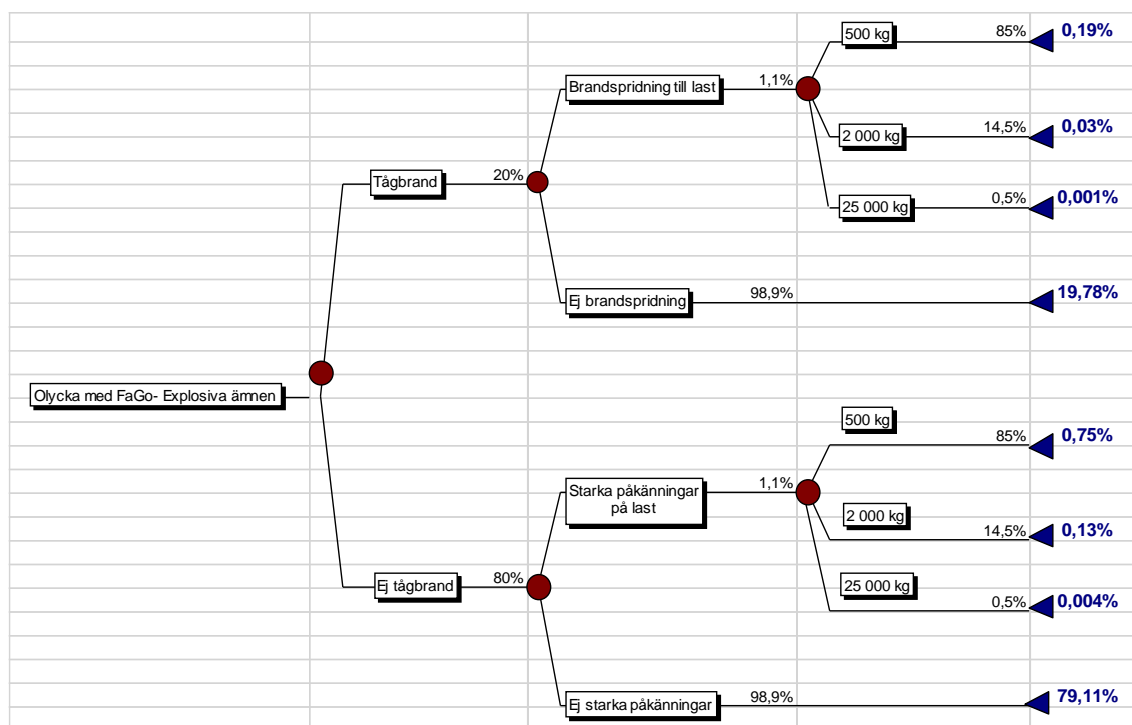 500 kg 85% 0,19%
Brandspridning till last 1,1%
2 000 kg 14,5% 0,03%
Tågbrand 20%
25 000 kg 0,5% 0,001%
Ej brandspridning 98,9% 19,78%
Olycka med FaGo- Explosiva ämnen
500 kg 85% 0,75%
Starka påkänningar 1,1%
på last
2 000 kg 14,5% 0,13%
Ej tågbrand 80%
25 000 kg 0,5% 0,004%
Ej starka påkänningar 98,9% 79,11%